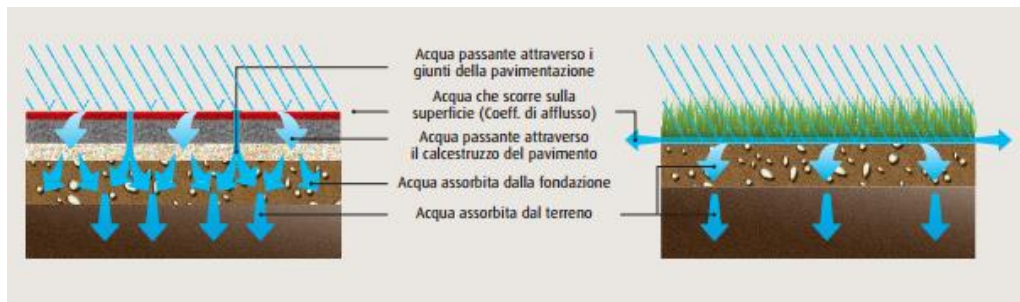 Acqua passante attraverso i
giunti della pavimentazione
Acqua che scorre sulla
superficie (Coeff. di afflusso)
Acqua passante attraverso
il calcestruzzo del pavimento
Acqua assorbita dalla fondazione
Acqua assorbita dal terreno